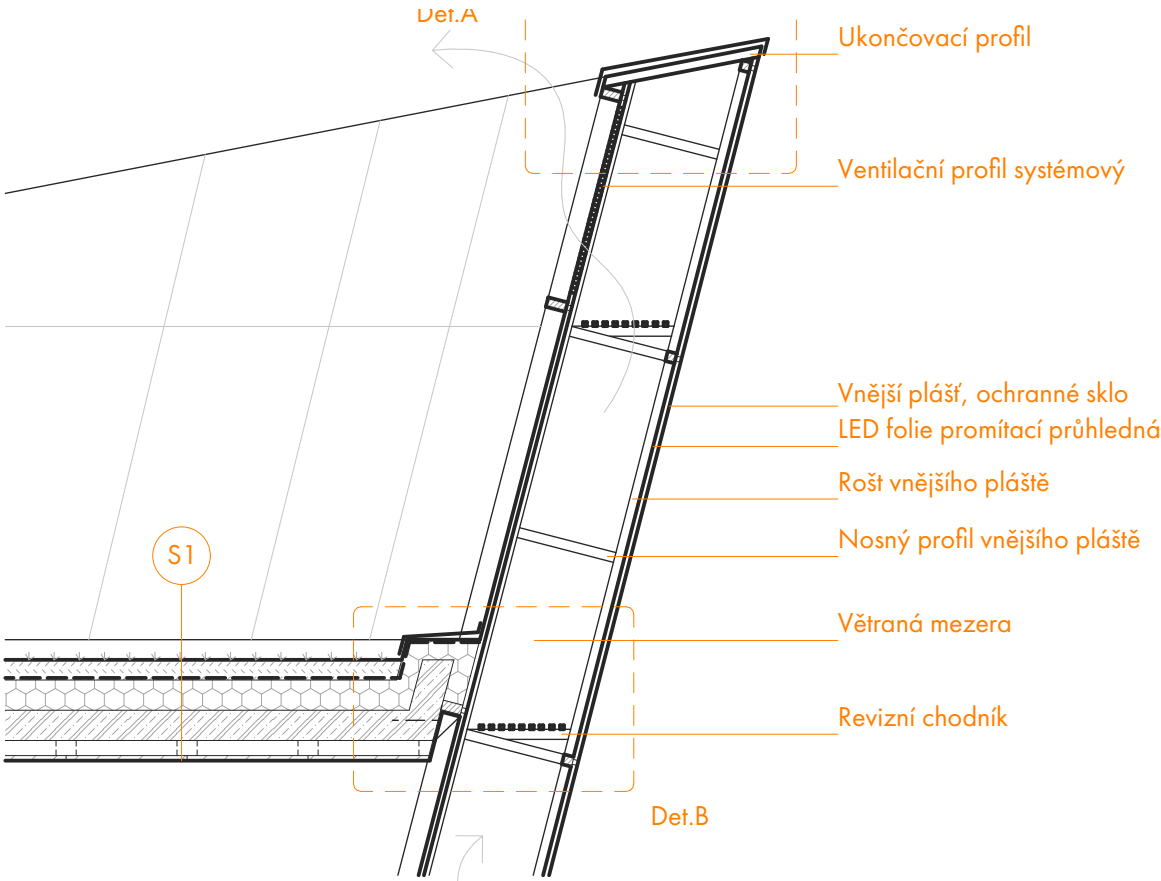 Det.A
Ukončovací profil
Ventilační profil systémový
Vnější plášť, ochranné sklo
LED folie promítací průhledná
Rošt vnějšího pláště
S1
Nosný profil vnějšího pláště
Větraná mezera
Revizní chodník
Det.B